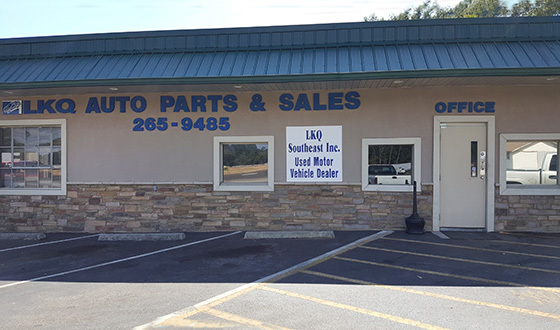 LKQ AUTO PARTS & SALES
265-9485
OFFICE
LKQ
Southeast Inc.
Used Motor
Vehicle Dealer